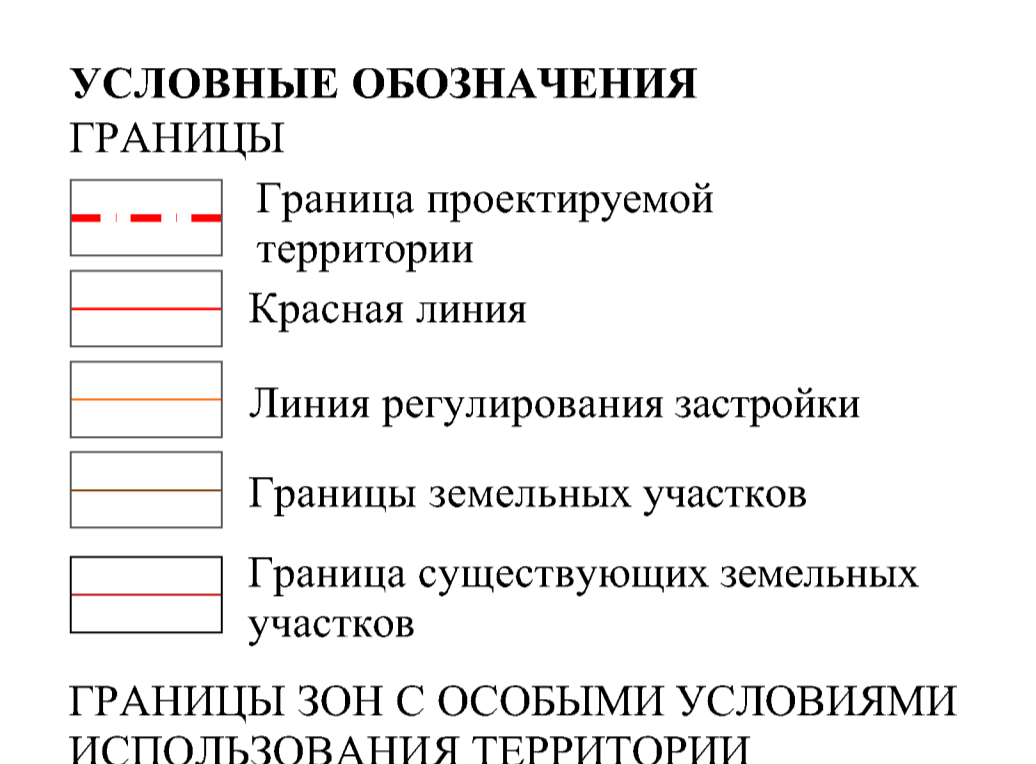 УСЛОВНЫЕ ОБОЗНАЧЕНИЯ
ГРАНИЦЫ
Граница проектируемой
территории
Красная линия
Линия регулирования застройки
Границы земельных участков
Граница существующих земельных
участков
ГРАНИЦЫ ЗОН С ОСОБЫМИ УСЛОВИЯМИ
ИСПОЛЬЗОВАНИЯ ТЕРРИТОРИИ